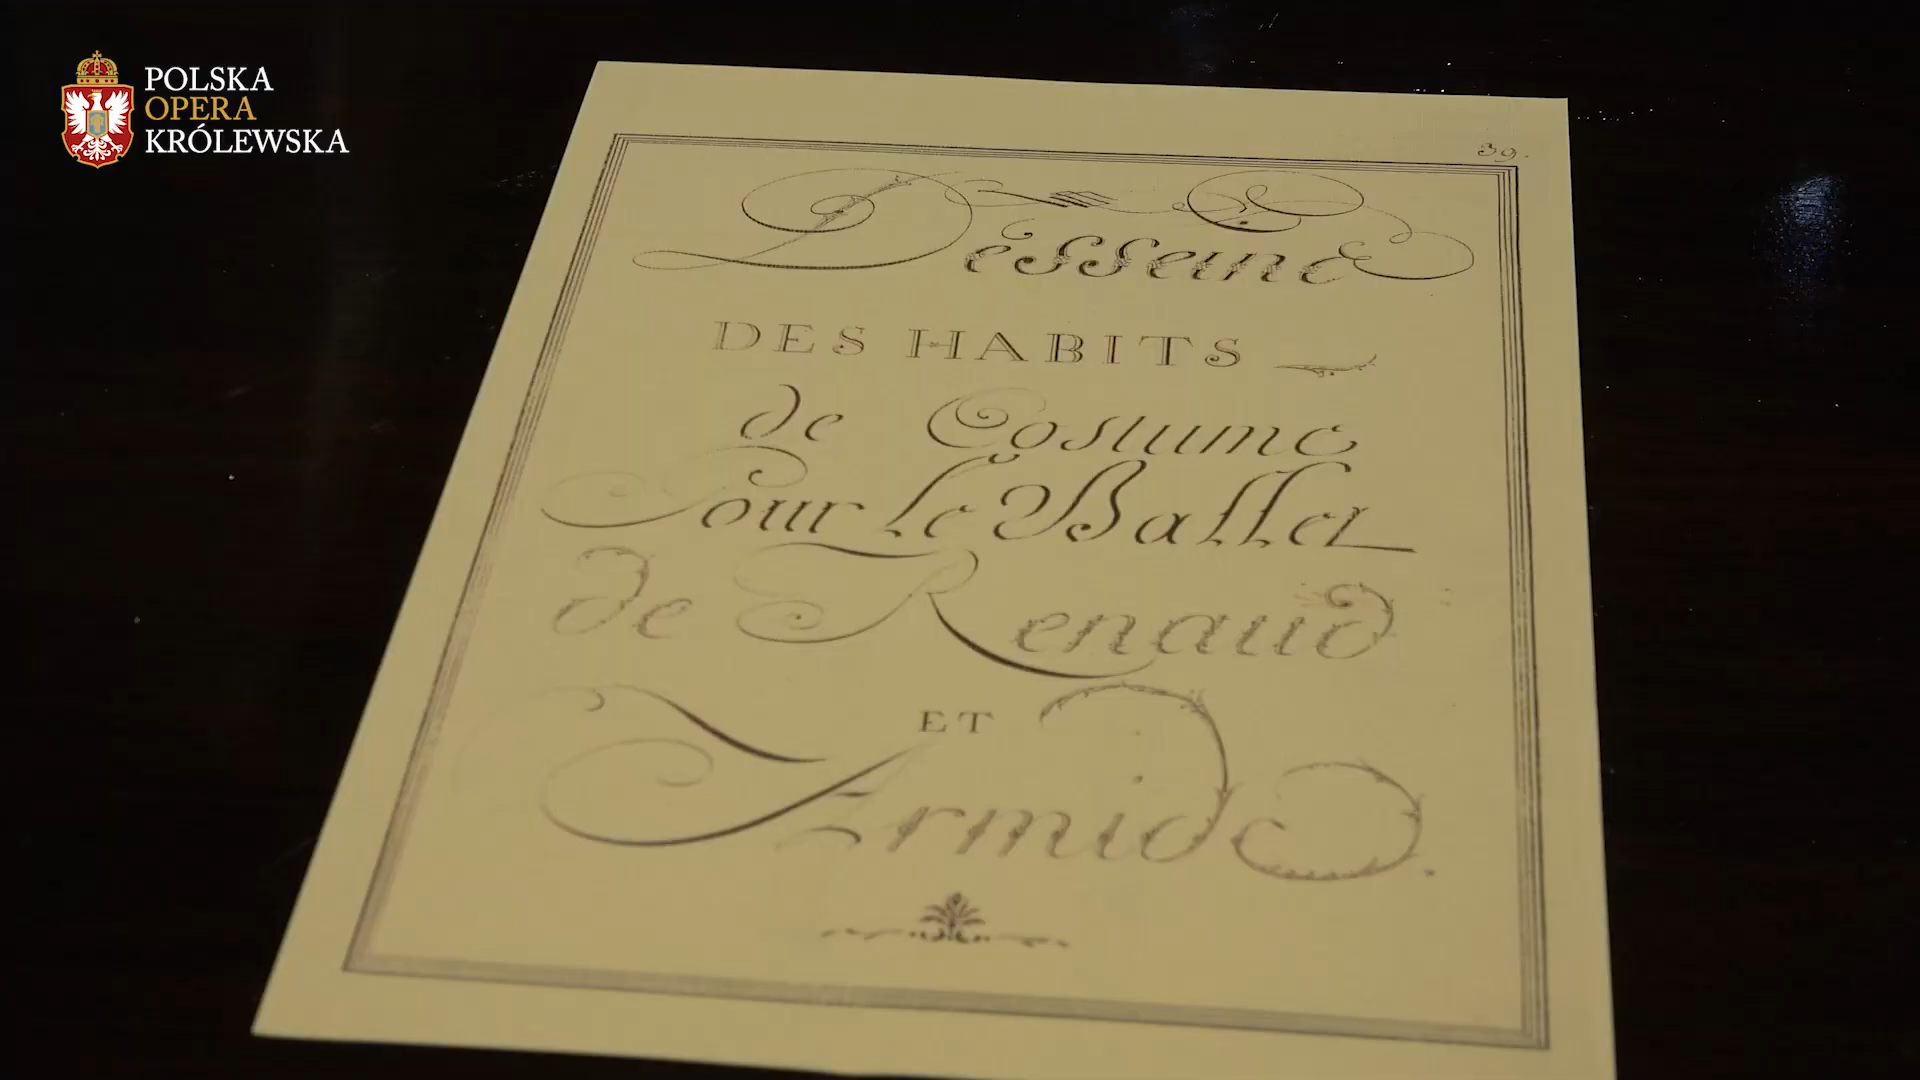 POLSKA
OPERA
KRÓLEWSKA
39.
Desseins
DES HABITS
de Costume
Pour le Ballet
de Renaud
ET
Armide.